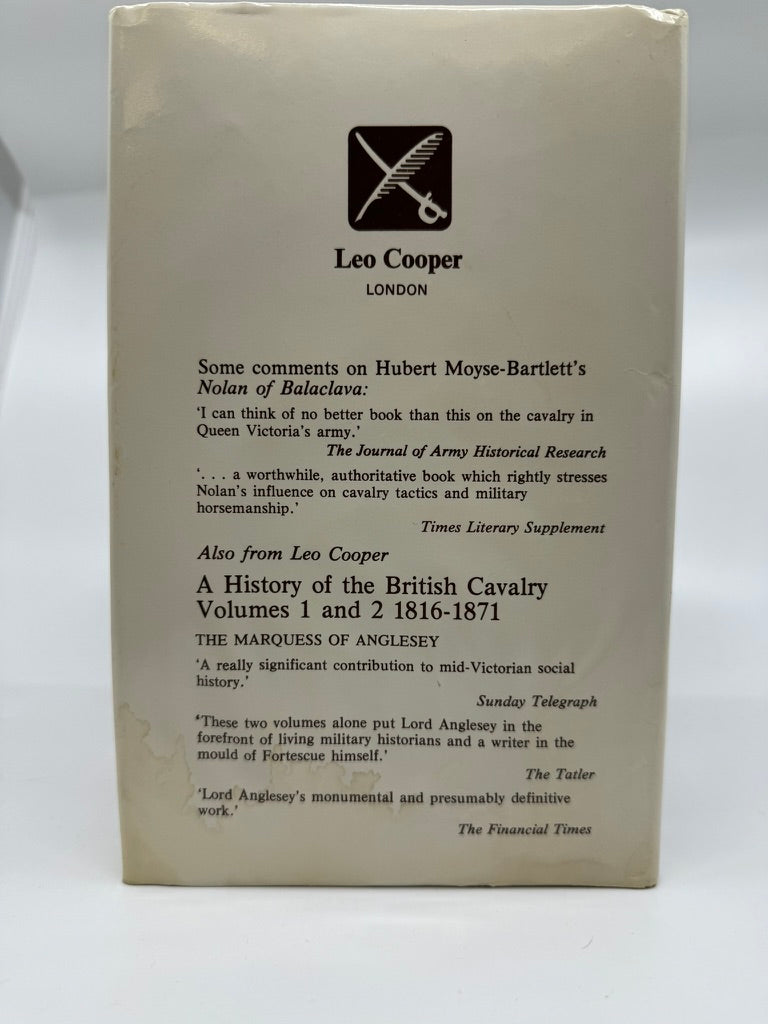 Leo Cooper
LONDON
Some comments on Hubert Moyse-Bartlett's
Nolan of Balaclava:
'I can think of no better book than this on the cavalry in
Queen Victoria's army.'
The Journal of Army Historical Research
'. . . a worthwhile, authoritative book which rightly stresses
Nolan's influence on cavalry tactics and military
horsemanship.'
Times Literary Supplement
Also from Leo Cooper
A History of the British Cavalry
Volumes 1 and 2 1816-1871
THE MARQUESS OF ANGLESEY
'A really significant contribution to mid-Victorian social
history.'
Sunday Telegraph
'These two volumes alone put Lord Anglesey in the
forefront of living military historians and a writer in the
mould of Fortescue himself.'
The Tatler
'Lord Anglesey's monumental and presumably definitive
work.'
The Financial Times